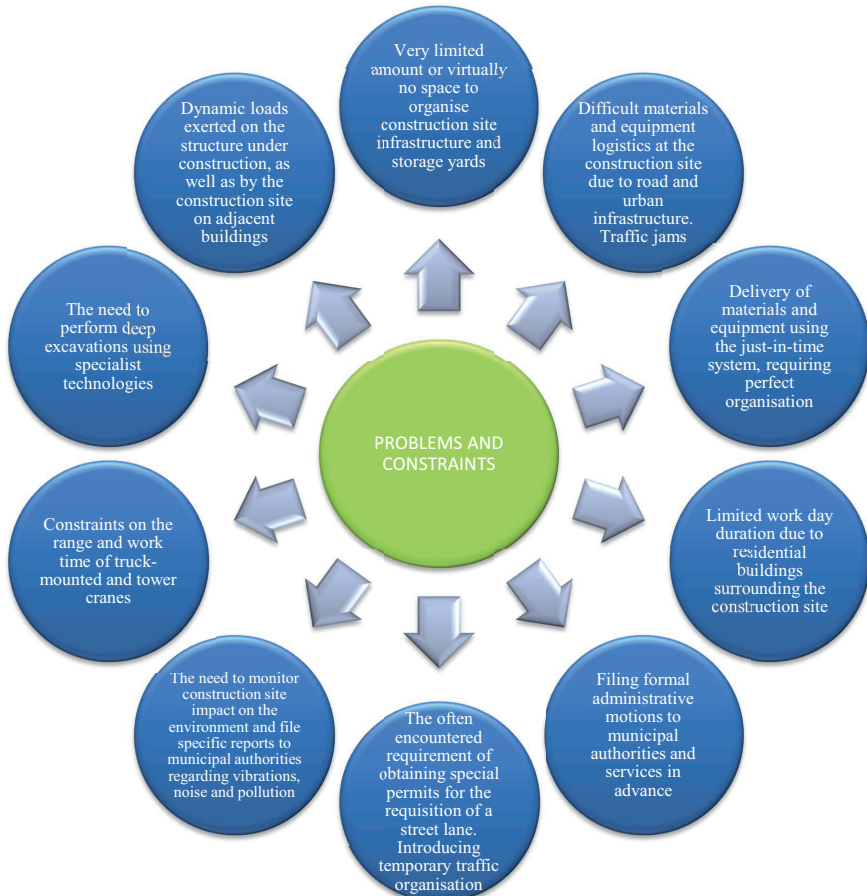 Very limited
amount or virtually
no space to
organise
construction site
infrastructure and
storage yards
Difficult materials
and equipment
logistics at the
construction site
due to road and
urban
infrastructure.
Traffic jams
Delivery of
materials and
equipment using
the just-in-time
system, requiring
perfect
organisation
Limited work day
duration due to
residential
buildings
surrounding the
construction site
Filing formal
administrative
motions to
municipal
authorities and
services in
advance
The often
encountered
requirement of
obtaining special
permits for the
requisition of a
street lane.
Introducing
temporary traffic
organisation
The need to monitor
construction site
impact on the
environment and file
specific reports to
municipal authorities
regarding vibrations,
noise and pollution
Constraints on the
range and work
time of truck-
mounted and tower
cranes
The need to
perform deep
excavations using
specialist
technologies
Dynamic loads
exerted on the
structure under
construction, as
well as by the
construction site
on adjacent
buildings
PROBLEMS AND
CONSTRAINTS